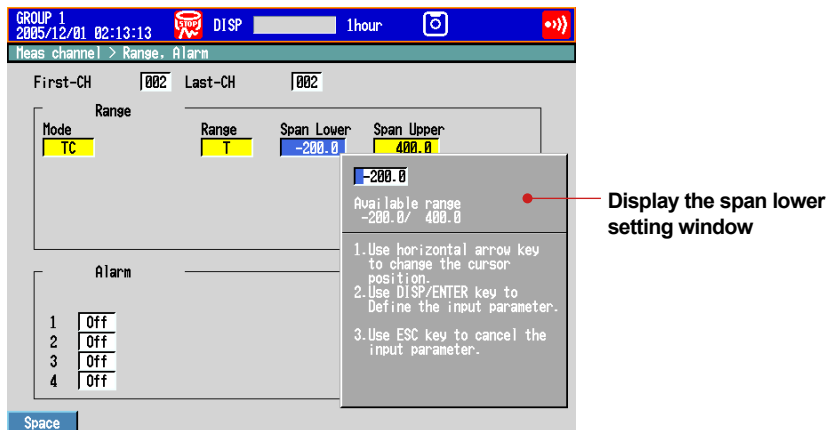 GROUP 1
2005/12/01 02:13:13
STOP
DISP
1hour
Meas channel > Range, Alarm
First-CH 002 Last-CH 002
Range
Mode Range Span Lower Span Upper
TC T -200.0 400.0
-200.0
Available range
-200.0/ 400.0
1.Use horizontal arrow key
to change the cursor
position.
2.Use DISP/ENTER key to
Define the input parameter.
3.Use ESC key to cancel the
input parameter.
Display the span lower
setting window
Alarm
1 Off
2 Off
3 Off
4 Off
Space